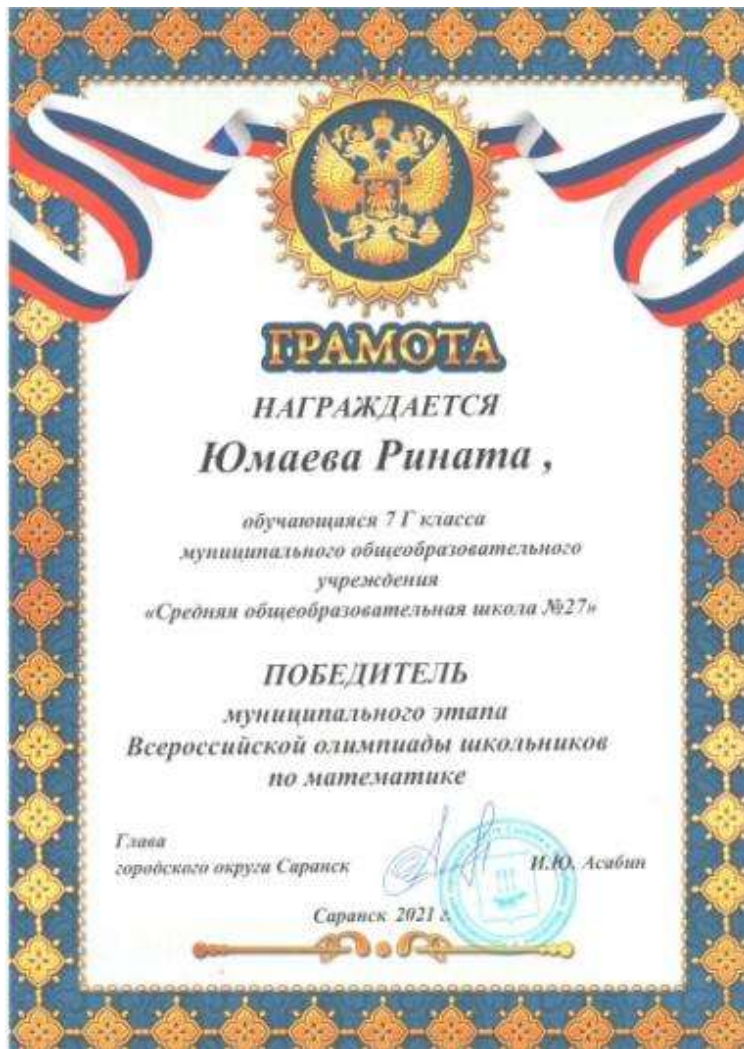 ГРАМОТА
НАГРАЖДАЕТСЯ
Юмаева Рината ,
обучающаяся 7 Г класса
муниципального общеобразовательного
учреждения
«Средняя общеобразовательная школа №27»
ПОБЕДИТЕЛЬ
муниципального этапа
Всероссийской олимпиады школьников
по математике
Глава
городского округа Саранск
И.Ю. Асабин
Саранск 2021 г.